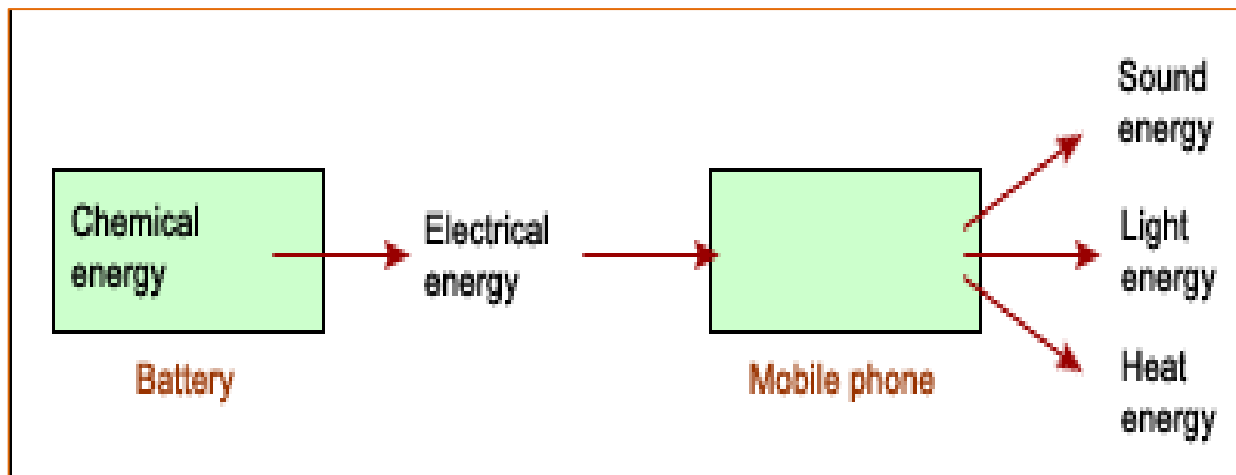 Chemical
energy
Battery
Electrical
energy
Mobile phone
Sound
energy
Light
energy
Heat
energy